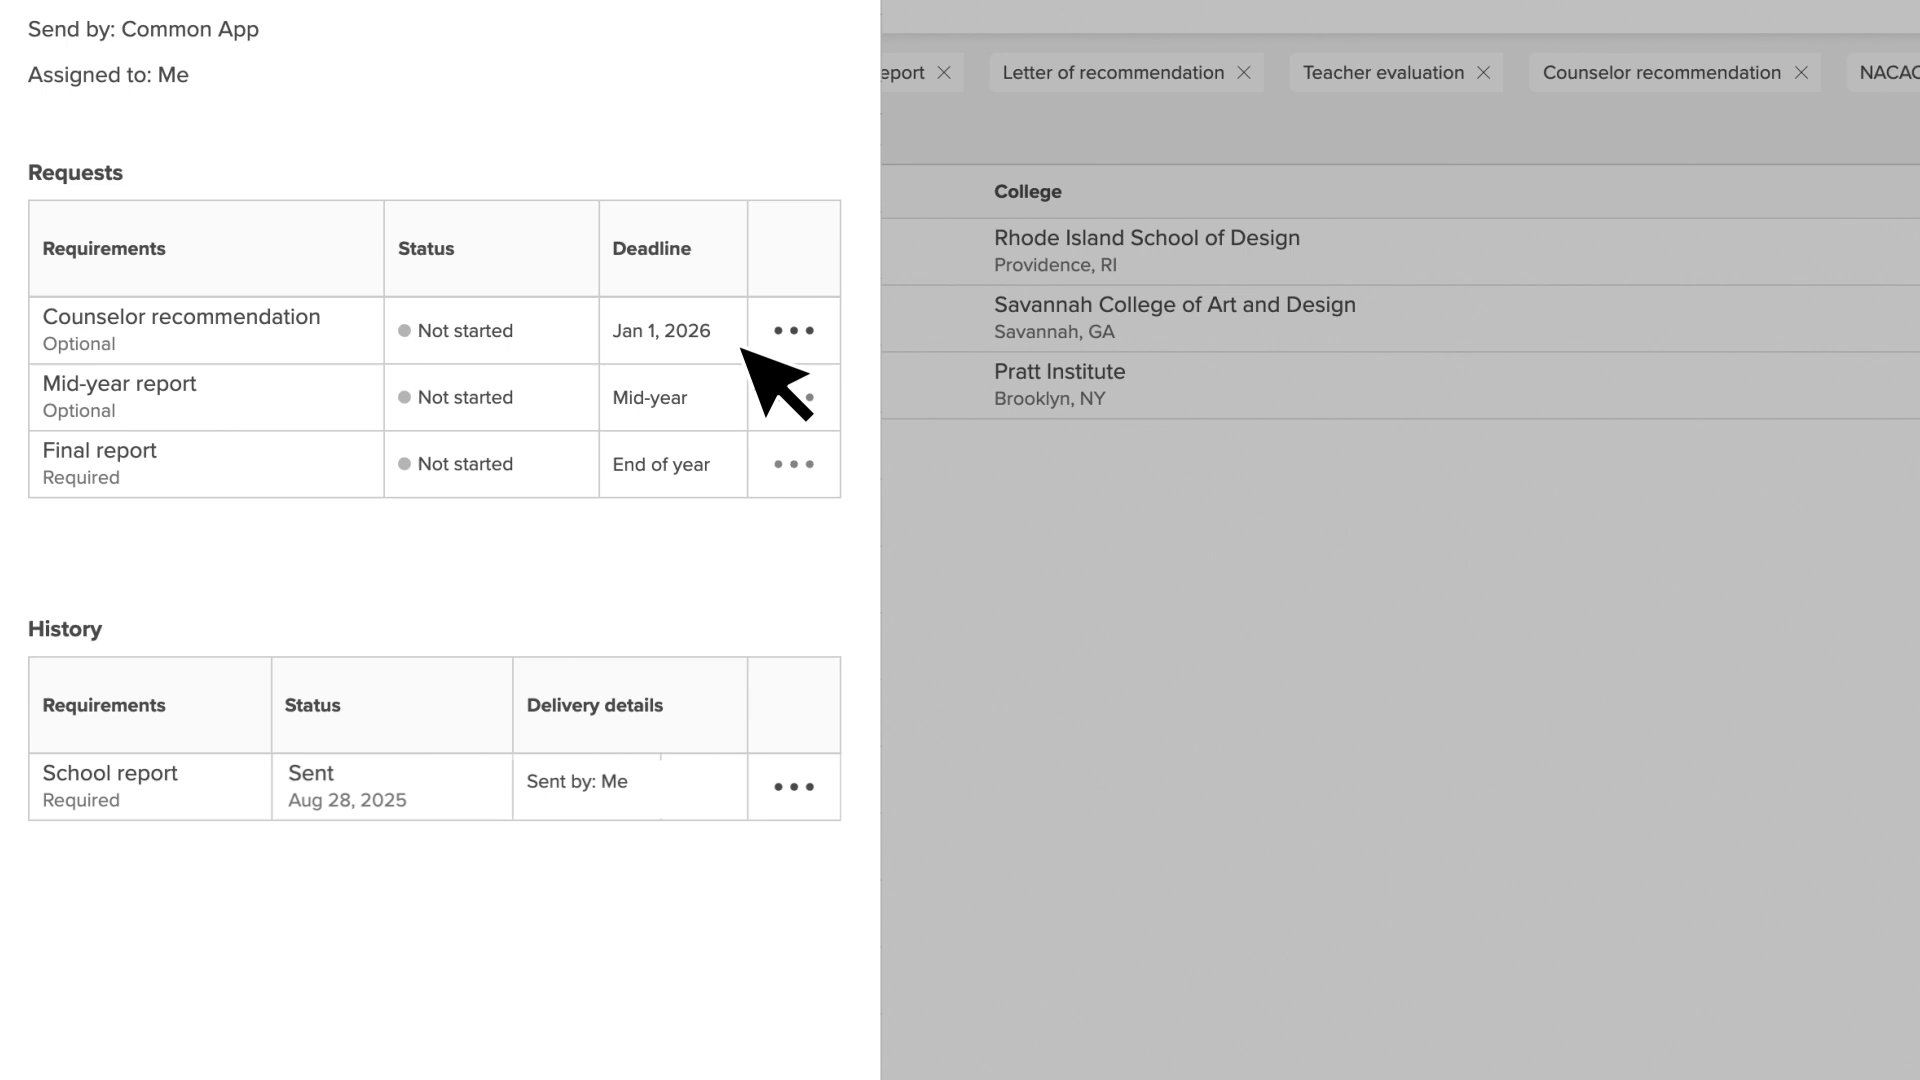 Send by: Common App
Assigned to: Me
Requests
Requirements Status Deadline
Counselor recommendation
Optional
Not started
Jan 1, 2026
Mid-year report
Optional
Not started
Mid-year
Final report
Required
Not started
End of year
History
Requirements Status Delivery details
School report
Required
Sent
Aug 28, 2025
Sent by: Me
eport Letter of recommendation Teacher evaluation Counselor recommendation NACAC
College
Rhode Island School of Design
Providence, RI
Savannah College of Art and Design
Savannah, GA
Pratt Institute
Brooklyn, NY